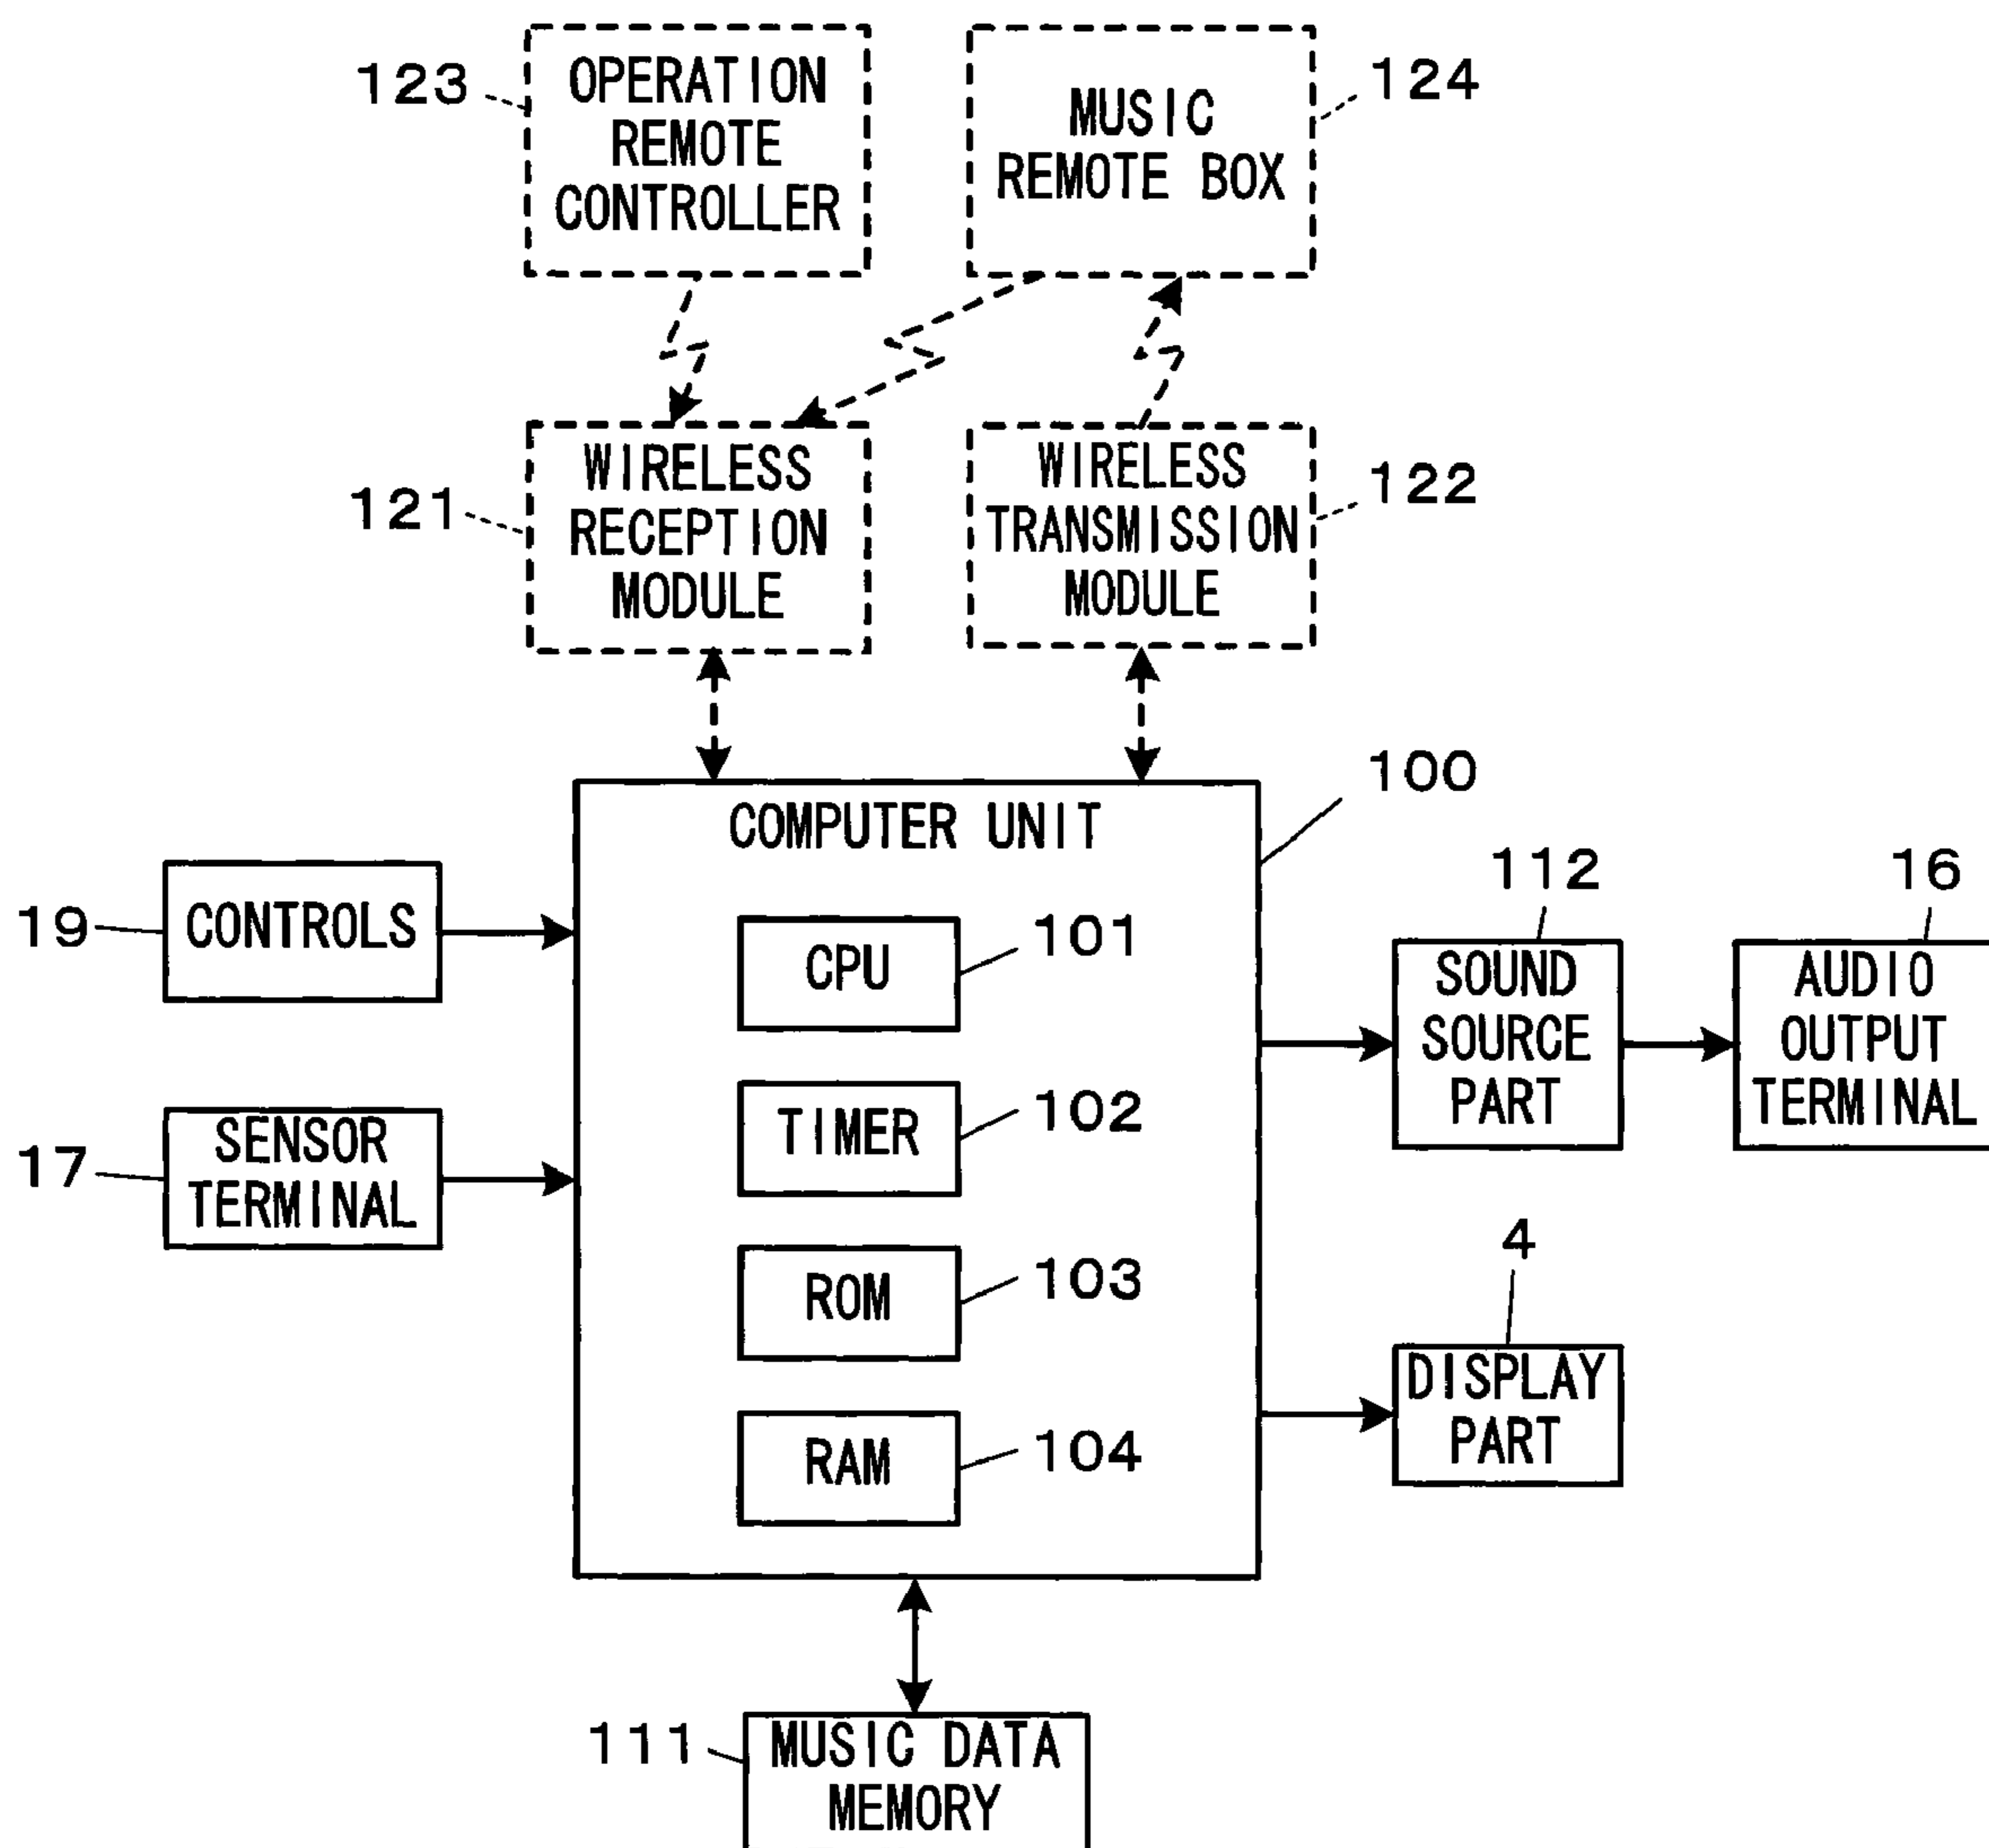 123
OPERATION
REMOTE
CONTROLLER
MUSIC
REMOTE BOX
124
121
WIRELESS
RECEPTION
MODULE
WIRELESS
TRANSMISSION
MODULE
122
COMPUTER UNIT
100
19
CONTROLS
CPU
101
112
SOUND
SOURCE
PART
16
AUDIO
OUTPUT
TERMINAL
17
SENSOR
TERMINAL
TIMER
102
ROM
103
4
DISPLAY
PART
RAM
104
111
MUSIC DATA
MEMORY